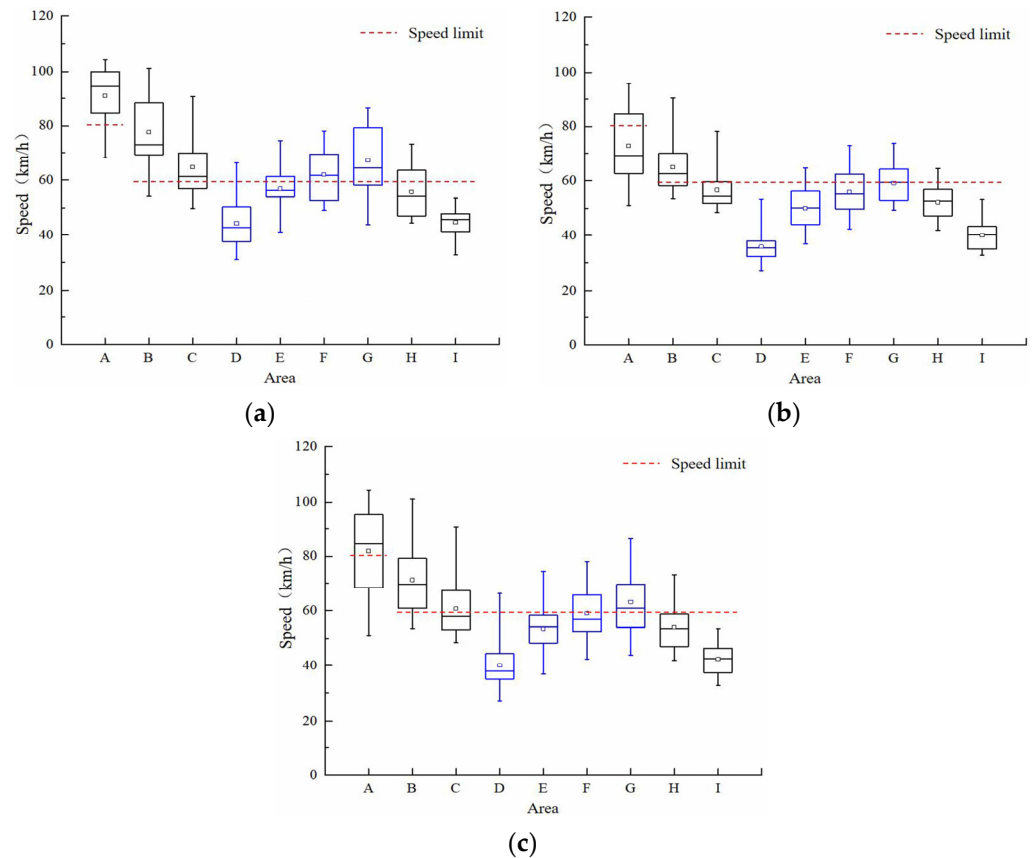 120
100
80
60
40
20
0
Speed（km/h）
Speed limit
A B C D E F G H I
Area
(a)
120
100
80
60
40
20
0
Speed（km/h）
Speed limit
A B C D E F G H I
Area
(b)
120
100
80
60
40
20
0
Speed（km/h）
Speed limit
A B C D E F G H I
Area
(c)